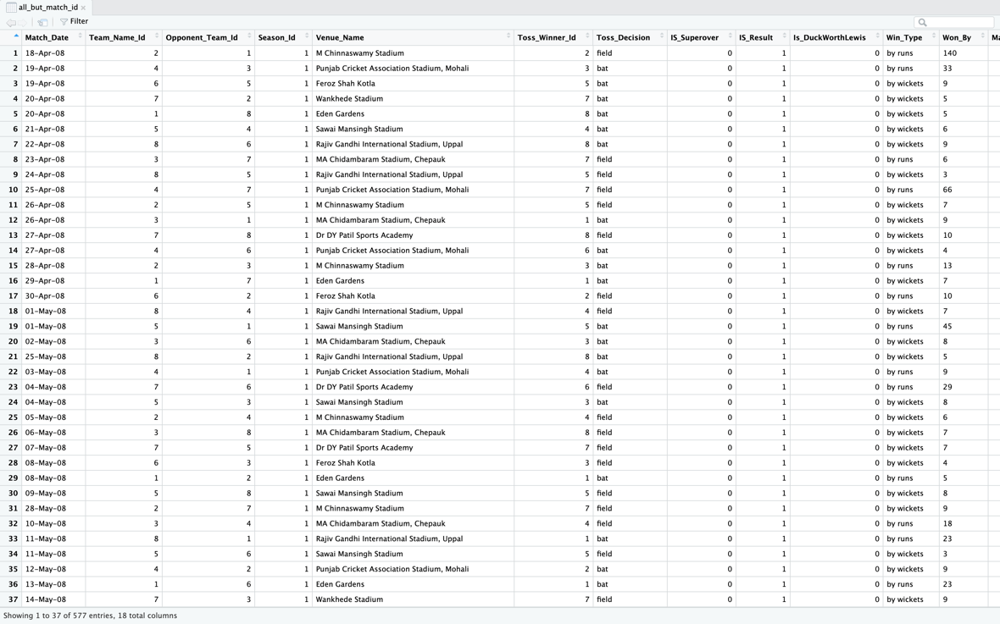 all_but_match_id
Filter
Match_Date Team_Name_Id Opponent_Team_Id Season_Id Venue_Name Toss_Winner_Id Toss_Decision IS_Superover IS_Result Is_DuckWorthLewis Win_Type Won_By Ma
1 18-Apr-08 2 1 1 M Chinnaswamy Stadium 2 field 0 1 0 by runs 140
2 19-Apr-08 4 3 1 Punjab Cricket Association Stadium, Mohali 3 bat 0 1 0 by runs 33
3 19-Apr-08 6 5 1 Feroz Shah Kotla 5 bat 0 1 0 by wickets 9
4 20-Apr-08 7 2 1 Wankhede Stadium 7 bat 0 1 0 by wickets 5
5 20-Apr-08 1 8 1 Eden Gardens 8 bat 0 1 0 by wickets 5
6 21-Apr-08 5 4 1 Sawai Mansingh Stadium 4 bat 0 1 0 by wickets 6
7 22-Apr-08 8 6 1 Rajiv Gandhi International Stadium, Uppal 8 bat 0 1 0 by wickets 9
8 23-Apr-08 3 7 1 MA Chidambaram Stadium, Chepauk 7 field 0 1 0 by runs 6
9 24-Apr-08 8 5 1 Rajiv Gandhi International Stadium, Uppal 5 field 0 1 0 by wickets 3
10 25-Apr-08 4 7 1 Punjab Cricket Association Stadium, Mohali 7 field 0 1 0 by runs 66
11 26-Apr-08 2 5 1 M Chinnaswamy Stadium 5 field 0 1 0 by wickets 7
12 26-Apr-08 3 1 1 MA Chidambaram Stadium, Chepauk 1 bat 0 1 0 by wickets 9
13 27-Apr-08 7 8 1 Dr DY Patil Sports Academy 8 field 0 1 0 by wickets 10
14 27-Apr-08 4 6 1 Punjab Cricket Association Stadium, Mohali 6 bat 0 1 0 by wickets 4
15 28-Apr-08 2 3 1 M Chinnaswamy Stadium 3 bat 0 1 0 by runs 13
16 29-Apr-08 1 7 1 Eden Gardens 1 bat 0 1 0 by wickets 7
17 30-Apr-08 6 2 1 Feroz Shah Kotla 2 field 0 1 0 by runs 10
18 01-May-08 8 4 1 Rajiv Gandhi International Stadium, Uppal 4 field 0 1 0 by wickets 7
19 01-May-08 5 1 1 Sawai Mansingh Stadium 5 bat 0 1 0 by runs 45
20 02-May-08 3 6 1 MA Chidambaram Stadium, Chepauk 3 bat 0 1 0 by wickets 8
21 25-May-08 8 2 1 Rajiv Gandhi International Stadium, Uppal 8 bat 0 1 0 by wickets 5
22 03-May-08 4 1 1 Punjab Cricket Association Stadium, Mohali 4 bat 0 1 0 by runs 9
23 04-May-08 7 6 1 Dr DY Patil Sports Academy 6 field 0 1 0 by runs 29
24 04-May-08 5 3 1 Sawai Mansingh Stadium 3 bat 0 1 0 by wickets 8
25 05-May-08 2 4 1 M Chinnaswamy Stadium 4 field 0 1 0 by wickets 6
26 06-May-08 3 8 1 MA Chidambaram Stadium, Chepauk 8 field 0 1 0 by wickets 7
27 07-May-08 7 5 1 Dr DY Patil Sports Academy 7 field 0 1 0 by wickets 7
28 08-May-08 6 3 1 Feroz Shah Kotla 3 field 0 1 0 by wickets 4
29 08-May-08 1 2 1 Eden Gardens 1 bat 0 1 0 by runs 5
30 09-May-08 5 8 1 Sawai Mansingh Stadium 5 field 0 1 0 by wickets 8
31 28-May-08 2 7 1 M Chinnaswamy Stadium 7 field 0 1 0 by wickets 9
32 10-May-08 3 4 1 MA Chidambaram Stadium, Chepauk 4 field 0 1 0 by runs 18
33 11-May-08 8 1 1 Rajiv Gandhi International Stadium, Uppal 1 bat 0 1 0 by runs 23
34 11-May-08 5 6 1 Sawai Mansingh Stadium 5 field 0 1 0 by wickets 3
35 12-May-08 4 2 1 Punjab Cricket Association Stadium, Mohali 2 bat 0 1 0 by wickets 9
36 13-May-08 1 6 1 Eden Gardens 1 bat 0 1 0 by runs 23
37 14-May-08 7 3 1 Wankhede Stadium 7 field 0 1 0 by wickets 9
Showing 1 to 37 of 577 entries, 18 total columns